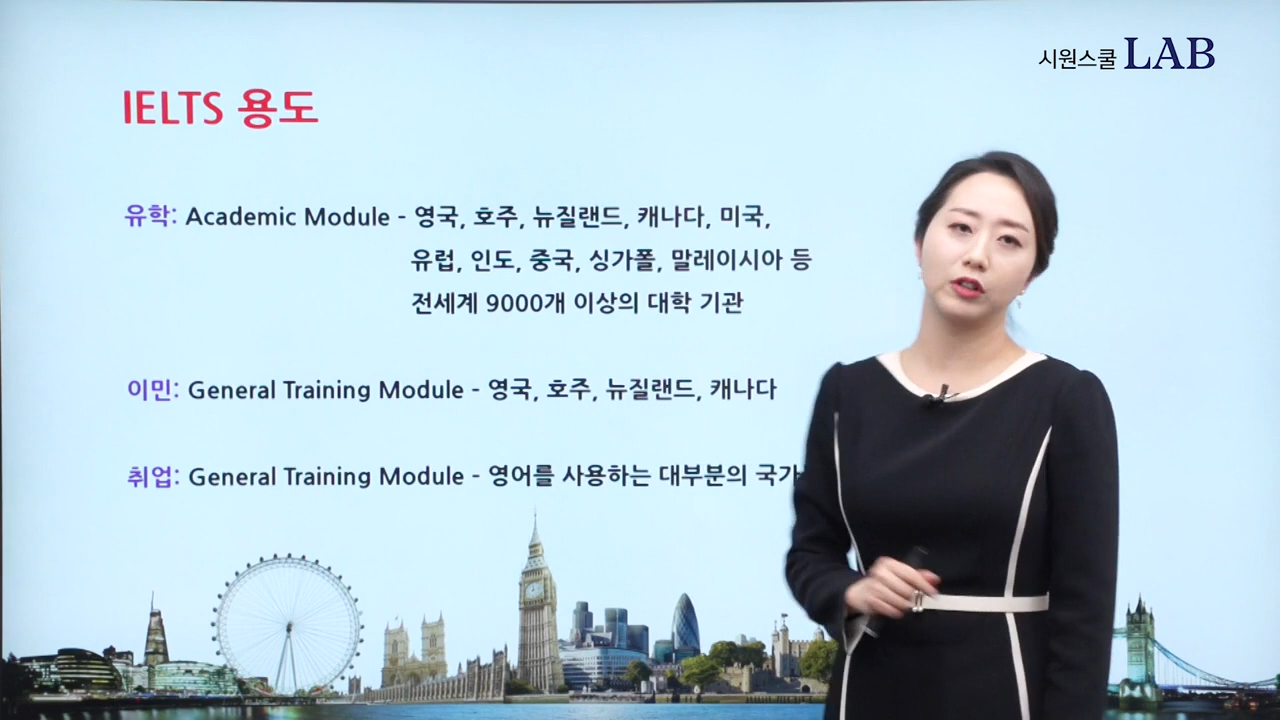 시원스쿨 LAB
IELTS 용도
유학: Academic Module - 영국, 호주, 뉴질랜드, 캐나다, 미국,
유럽, 인도, 중국, 싱가폴, 말레이시아 등
전세계 9000개 이상의 대학 기관
이민: General Training Module - 영국, 호주, 뉴질랜드, 캐나다
취업: General Training Module - 영어를 사용하는 대부분의 국가